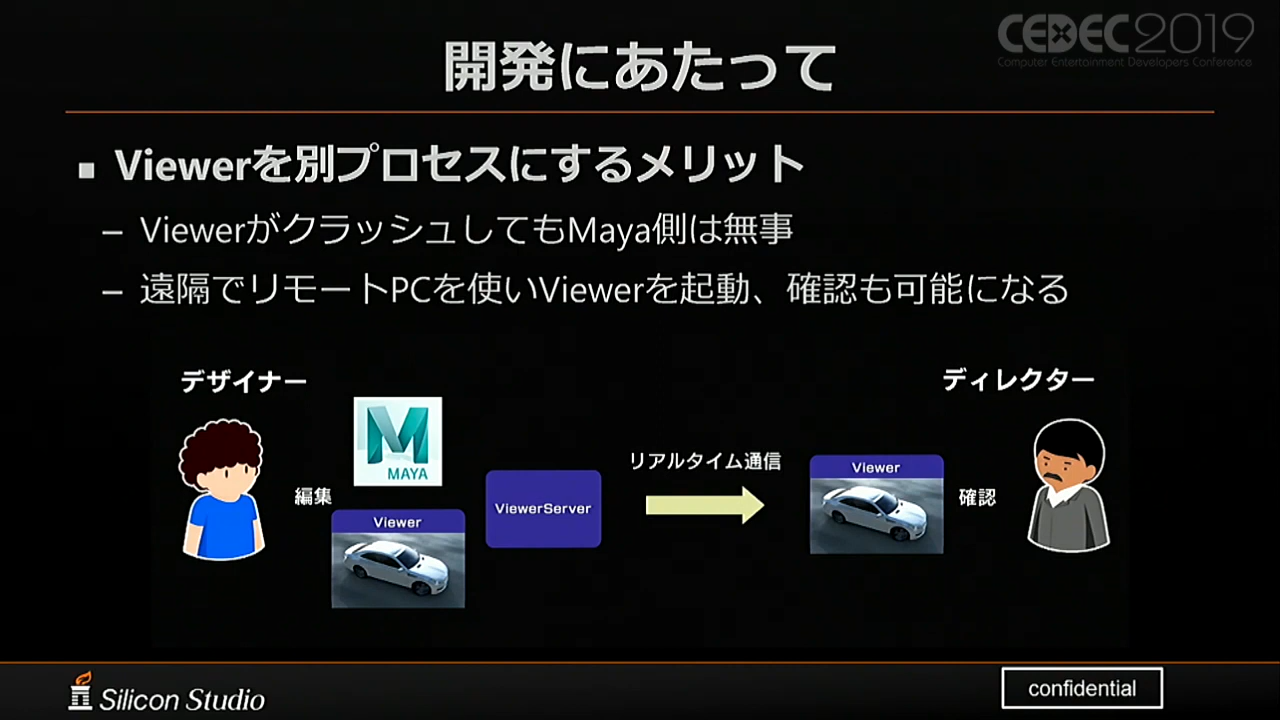 CEDEC2019
Computer Entertainment Developers Conference
開発にあたって
■ Viewerを別プロセスにするメリット
– ViewerがクラッシュしてもMaya側は無事
– 遠隔でリモートPCを使いViewerを起動、確認も可能になる
デザイナー
ディレクター
M
MAYA
編集
Viewer
ViewerServer
リアルタイム通信
Viewer
確認
Silicon Studio
confidential